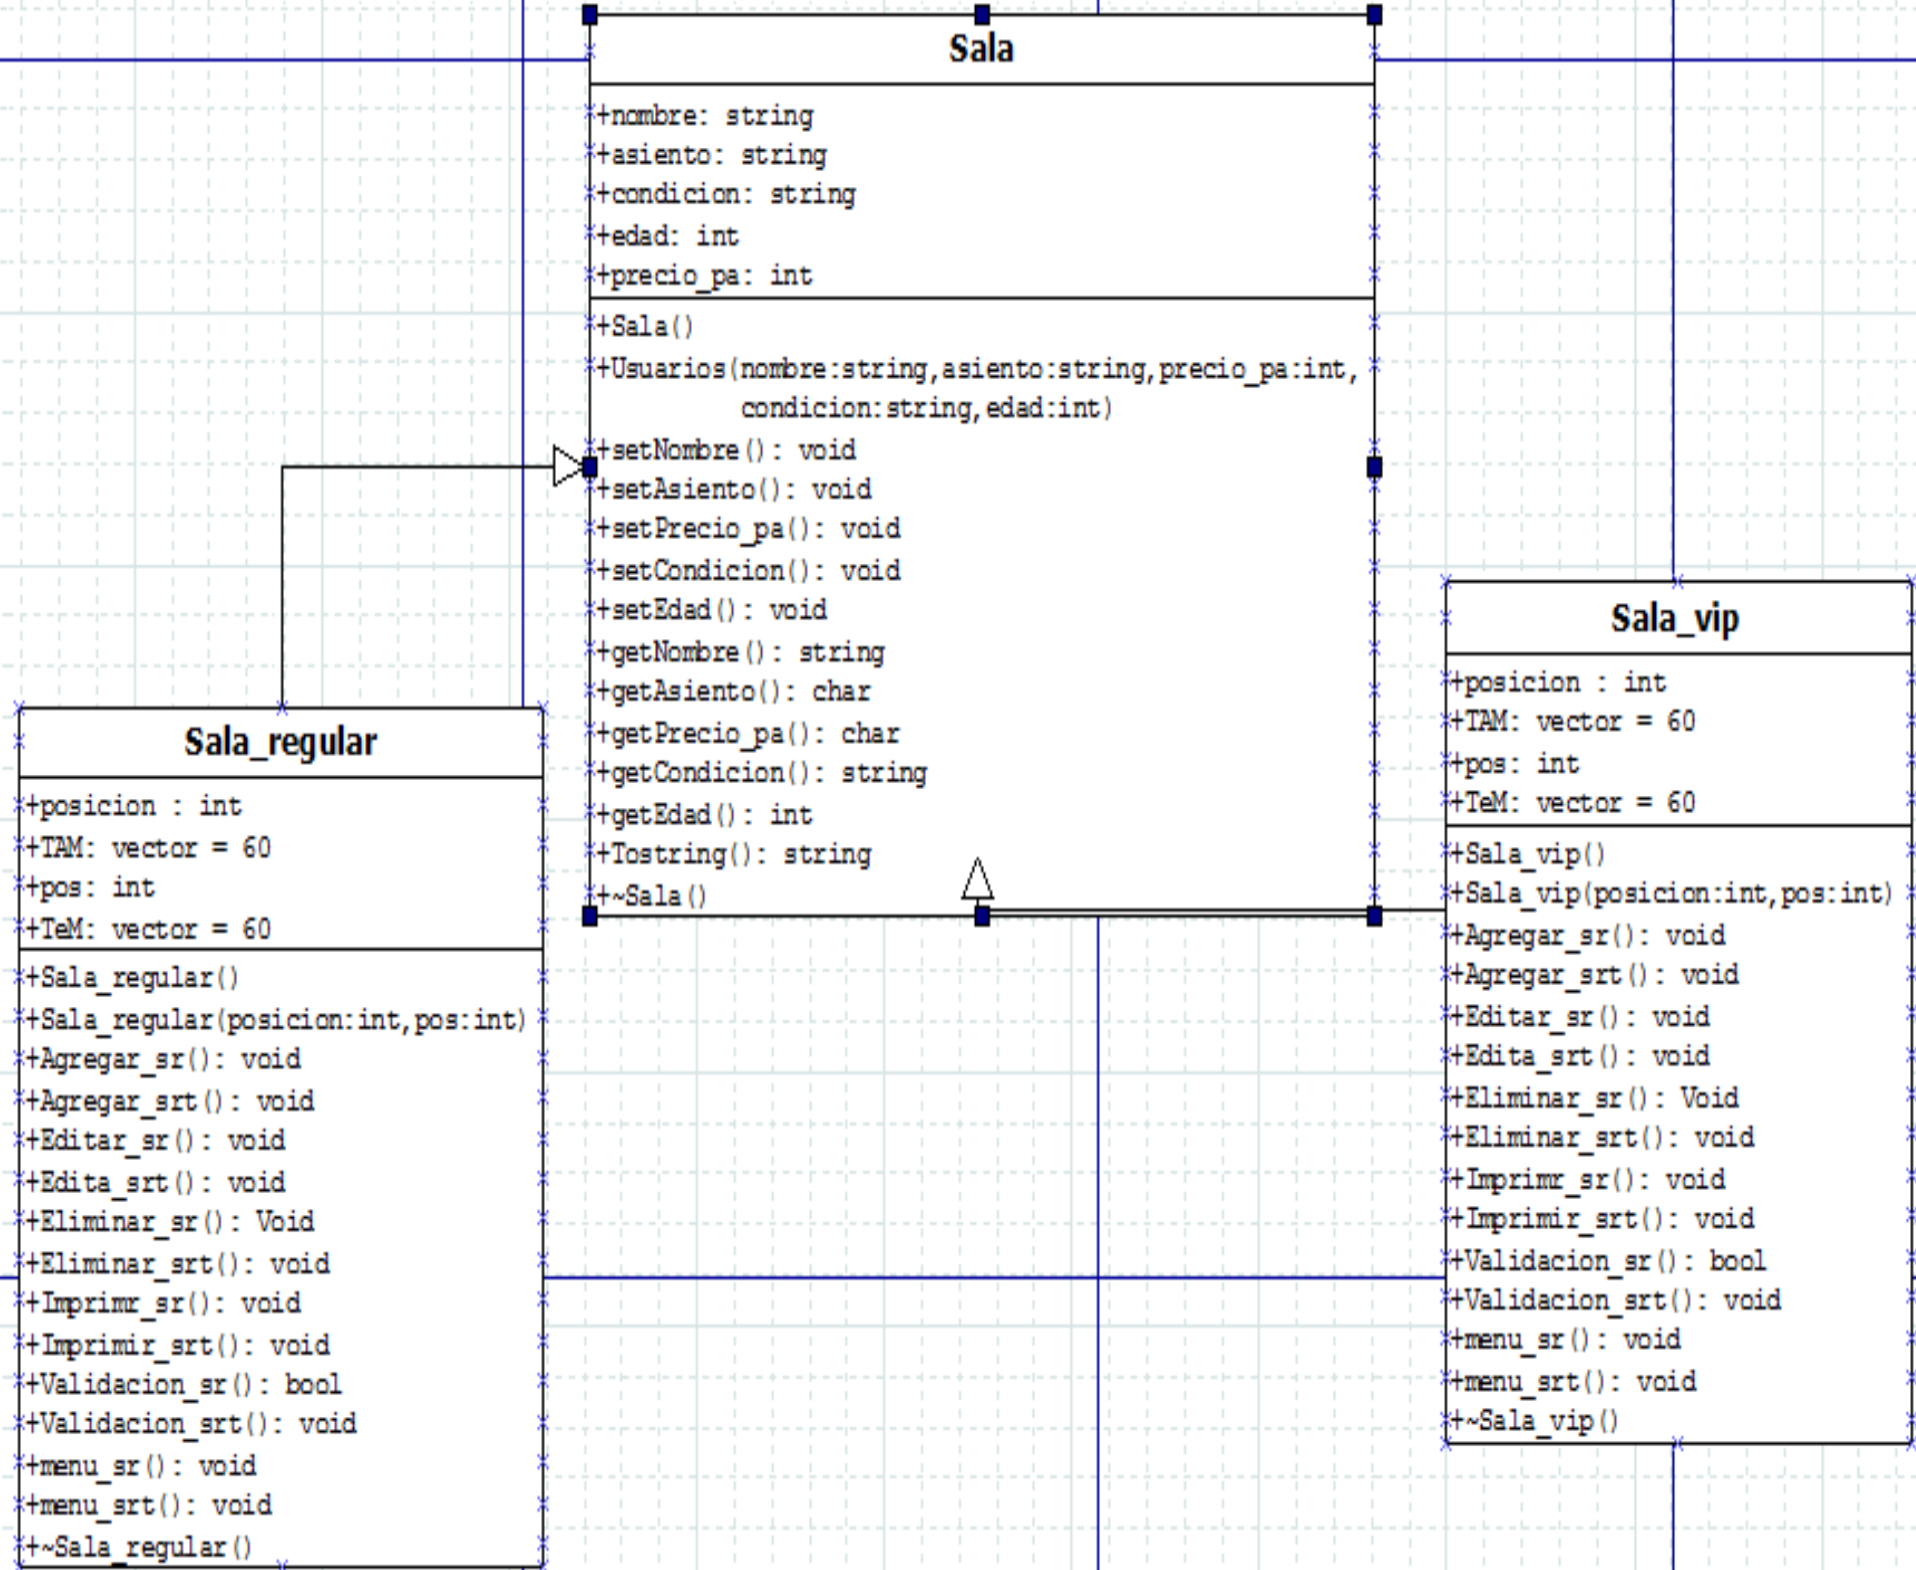 Sala
+nombre: string
+asiento: string
+condicion: string
+edad: int
+precio_pa: int
+Sala()
+Usuarios(nombre:string,asiento:string,precio_pa:int,
condicion:string,edad:int)
+setNombre(): void
+setAsiento(): void
+setPrecio_pa(): void
+setCondicion(): void
+setEdad(): void
+getNombre(): string
+getAsiento(): char
+getPrecio_pa(): char
+getCondicion(): string
+getEdad(): int
+Tostring(): string
+~Sala()
Sala_regular
+posicion : int
+TAM: vector = 60
+pos: int
+TeM: vector = 60
+Sala_regular()
+Sala_regular(posicion:int,pos:int)
+Agregar_sr(): void
+Agregar_srt(): void
+Editar_sr(): void
+Edita_srt(): void
+Eliminar_sr(): Void
+Eliminar_srt(): void
+Imprimr_sr(): void
+Imprimir_srt(): void
+Validacion_sr(): bool
+Validacion_srt(): void
+menu_sr(): void
+menu_srt(): void
+~Sala_regular()
Sala_vip
+posicion : int
+TAM: vector = 60
+pos: int
+TeM: vector = 60
+Sala_vip()
+Sala_vip(posicion:int,pos:int)
+Agregar_sr(): void
+Agregar_srt(): void
+Editar_sr(): void
+Edita_srt(): void
+Eliminar_sr(): Void
+Eliminar_srt(): void
+Imprimr_sr(): void
+Imprimir_srt(): void
+Validacion_sr(): bool
+Validacion_srt(): void
+menu_sr(): void
+menu_srt(): void
+~Sala_vip()